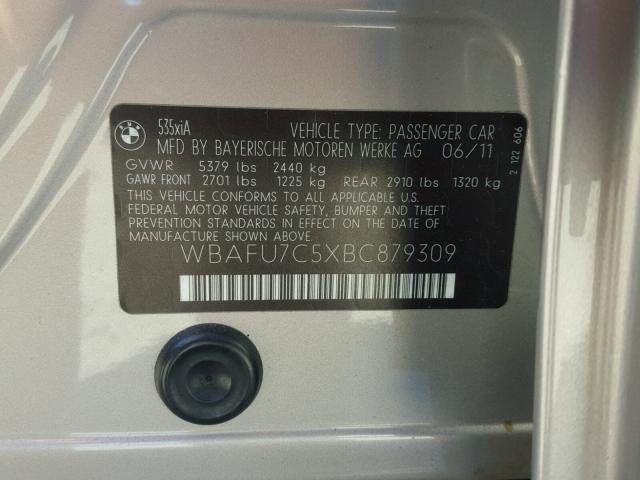 535xiA VEHICLE TYPE: PASSENGER CAR
MFD BY BAYERISCHE MOTOREN WERKE AG 06/11
GVWR 5379 lbs 2440 kg
GAWR FRONT 2701 lbs 1225 kg REAR 2910 lbs 1320 kg
THIS VEHICLE CONFORMS TO ALL APPLICABLE U.S.
FEDERAL MOTOR VEHICLE SAFETY, BUMPER AND THEFT
PREVENTION STANDARDS IN EFFECT ON THE DATE OF
MANUFACTURE SHOWN ABOVE.
WBAFU7C5XBC879309
2 122 606
BMW